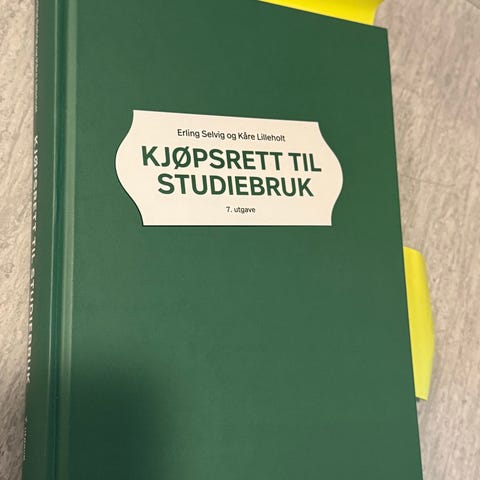 Erling Selvig og Kåre Lilleholt
KJØPSRETT TIL
STUDIEBRUK
7. utgave
KJØPSRETT TIL STUDIEBRUK